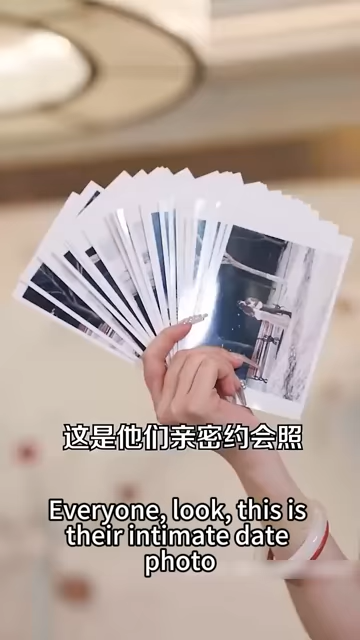 这是他们亲密约会照
Everyone, look, this is
their intimate date
photo